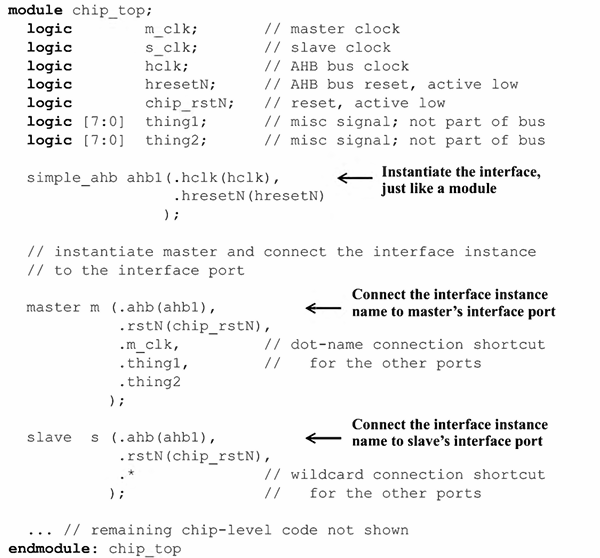 module chip_top;
logic m_clk; // master clock
logic s_clk; // slave clock
logic hclk; // AHB bus clock
logic hresetN; // AHB bus reset, active low
logic chip_rstN; // reset, active low
logic [7:0] thing1; // misc signal; not part of bus
logic [7:0] thing2; // misc signal; not part of bus
simple_ahb ahb1(.hclk(hclk), Instantiate the interface,
.hresetN(hresetN) just like a module
);
// instantiate master and connect the interface instance
// to the interface port
Connect the interface instance
master m (.ahb(ahb1), name to master's interface port
.rstN(chip_rstN),
.m_clk, // dot-name connection shortcut
.thing1, // for the other ports
.thing2
);
Connect the interface instance
slave s (.ahb(ahb1), name to slave's interface port
.rstN(chip_rstN),
.* // wildcard connection shortcut
); // for the other ports
... // remaining chip-level code not shown
endmodule: chip_top